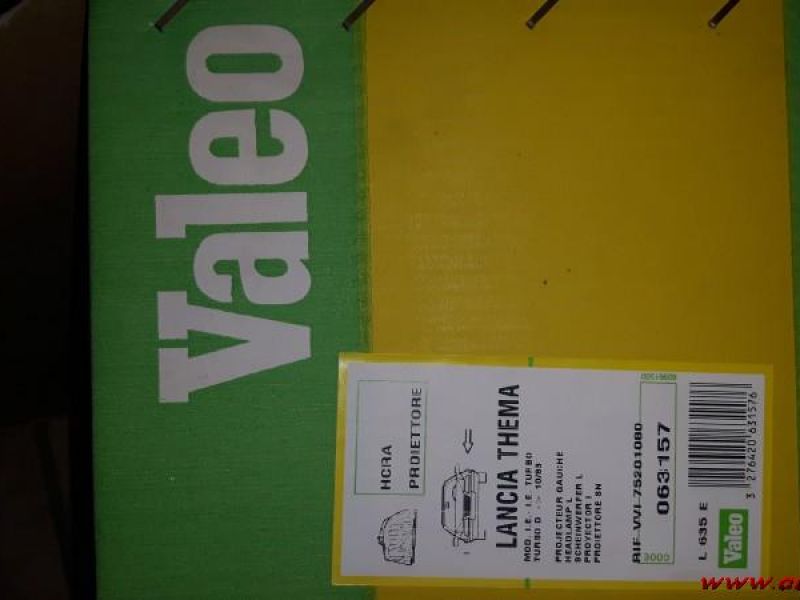 Valeo
HCRA
PROIETTORE
LANCIA THEMA
MOD. I.E. - I.E. TURBO
TURBO D -> 10/88
PROJECTEUR GAUCHE
HEADLAMP L
SCHEINWERFER L
PROYECTOR I
PROIETTORE SN
RIF. VVI 75201080
9000
063157
L 635 E
3 276420 631576
Valeo